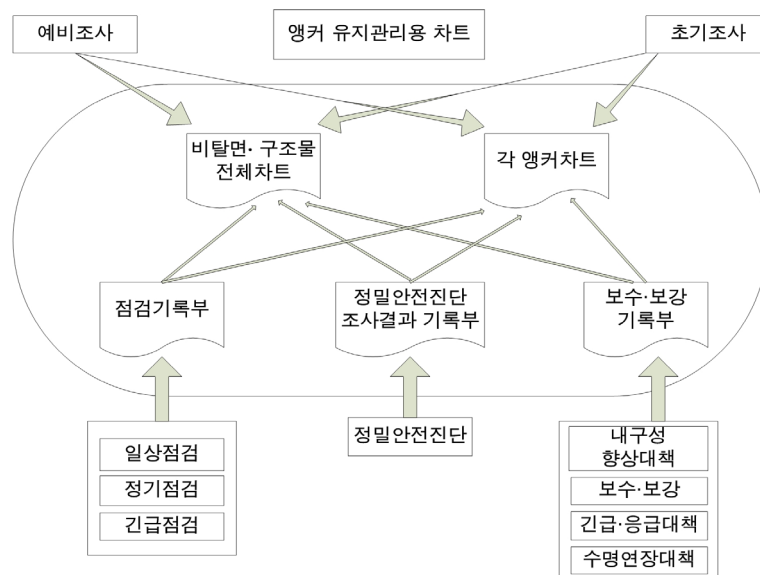 예비조사
앵커 유지관리용 차트
초기조사
비탈면· 구조물
전체차트
각 앵커차트
점검기록부
정밀안전진단
조사결과 기록부
보수·보강
기록부
일상점검
정기점검
긴급점검
정밀안전진단
내구성
향상대책
보수·보강
긴급·응급대책
수명연장대책